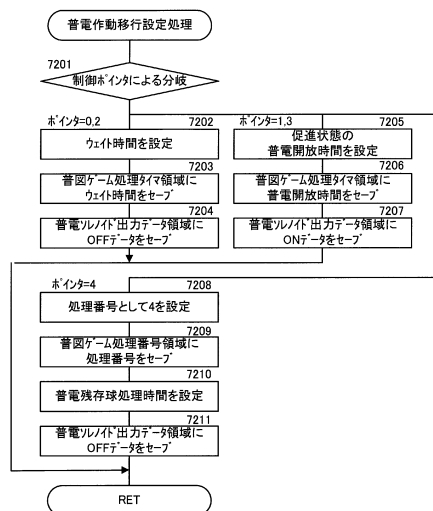 普電作動移行設定処理
7201
制御ポインタによる分岐
ポインタ=0,2
7202
ウェイト時間を設定
7203
普図ゲーム処理タイマ領域に
ウェイト時間をセーブ
7204
普電ソレノイド出力データ領域に
OFFデータをセーブ
ポインタ=1,3
7205
促進状態の
普電開放時間を設定
7206
普図ゲーム処理タイマ領域に
普電開放時間をセーブ
7207
普電ソレノイド出力データ領域に
ONデータをセーブ
ポインタ=4
7208
処理番号として4を設定
7209
普図ゲーム処理番号領域に
処理番号をセーブ
7210
普電残存球処理時間を設定
7211
普電ソレノイド出力データ領域に
OFFデータをセーブ
RET